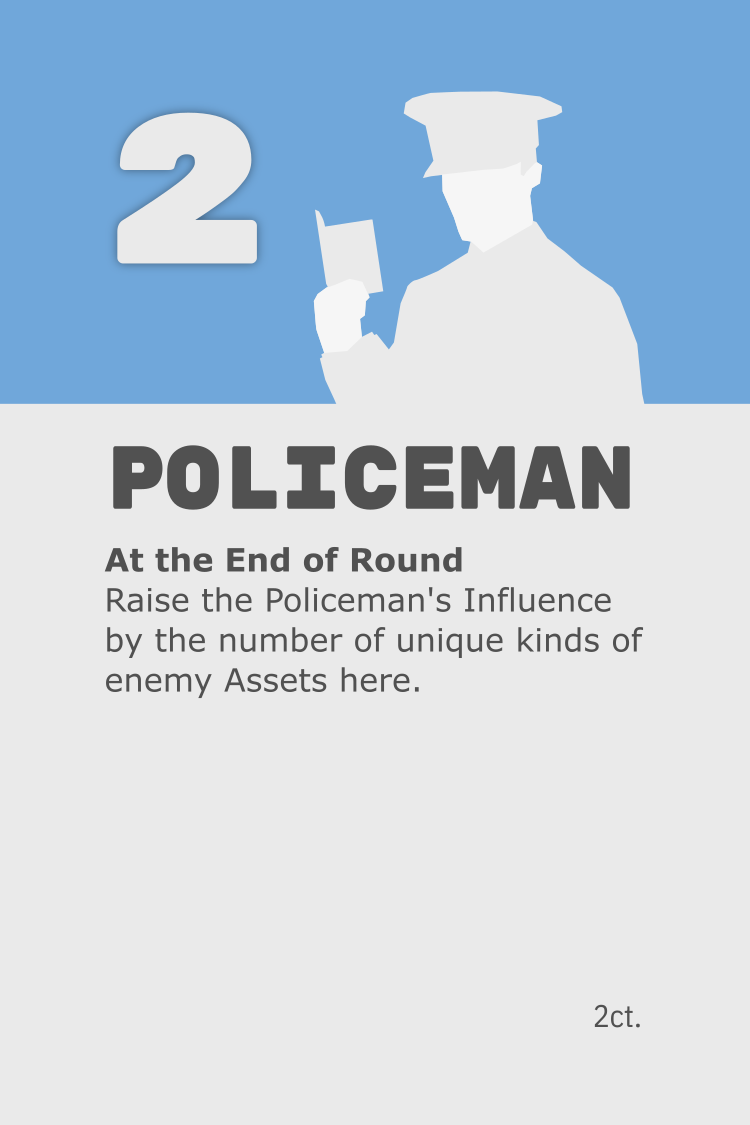 2
POLICEMAN
At the End of Round
Raise the Policeman's Influence
by the number of unique kinds of
enemy Assets here.
2ct.